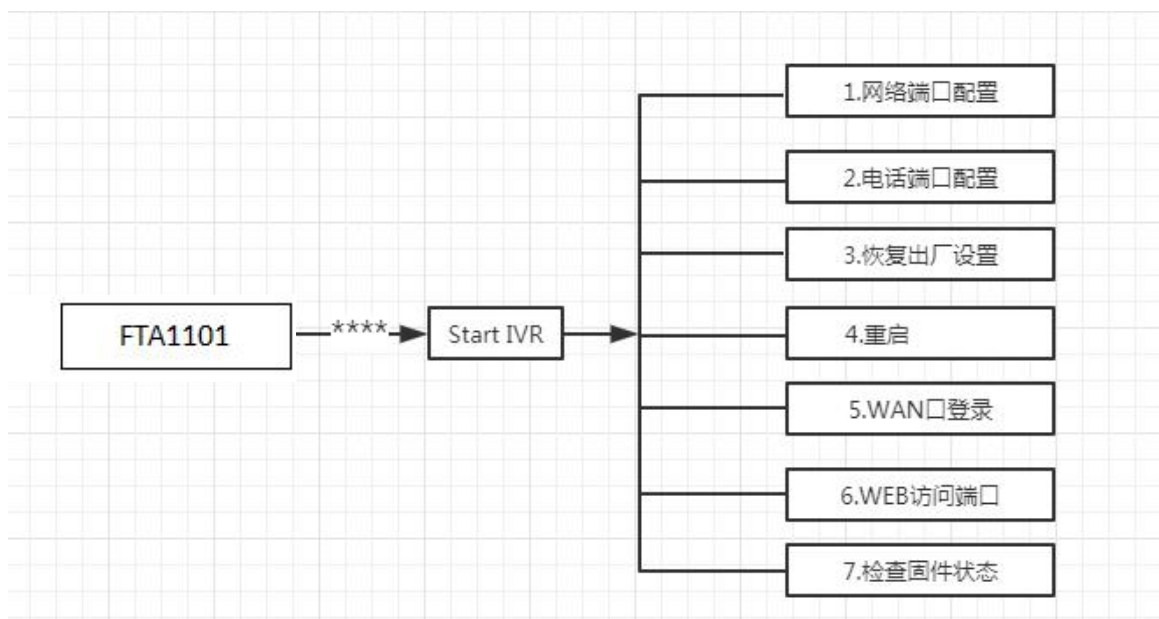 1.网络端口配置
2.电话端口配置
3.恢复出厂设置
FTA1101
****
Start IVR
4.重启
5.WAN口登录
6.WEB访问端口
7.检查固件状态